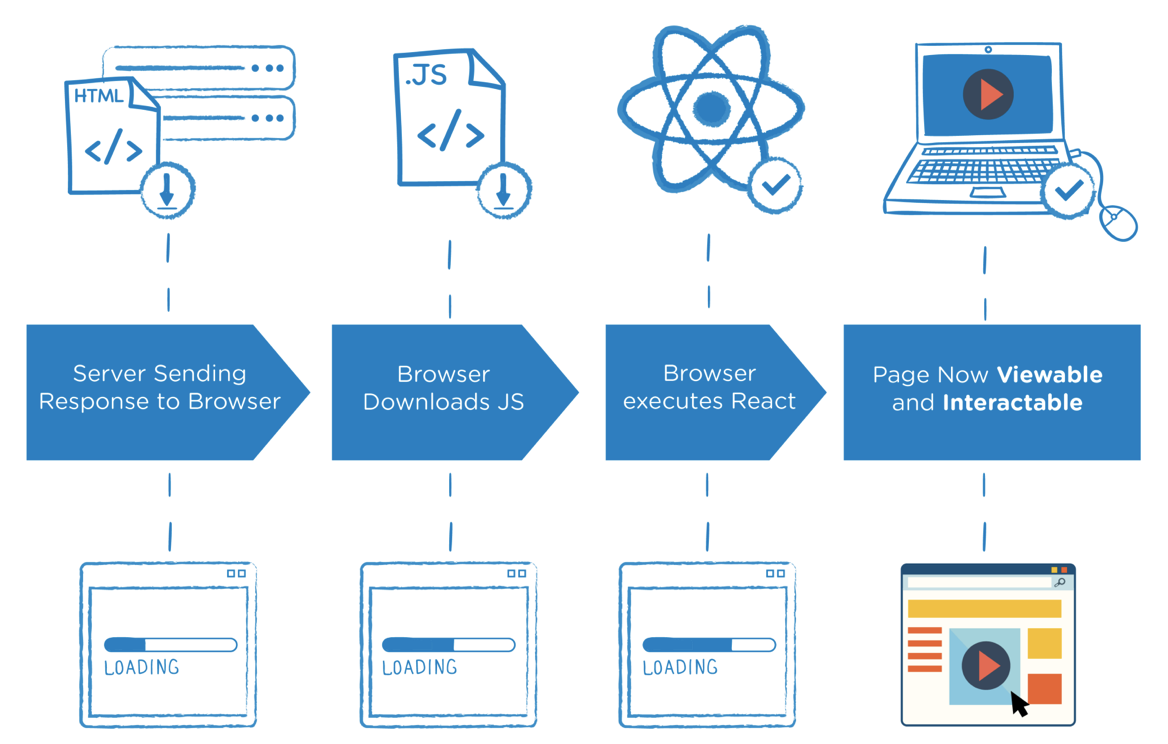 HTML
</>
.JS
</>
Server Sending
Response to Browser
Browser
Downloads JS
Browser
executes React
Page Now Viewable
and Interactable
LOADING
LOADING
LOADING